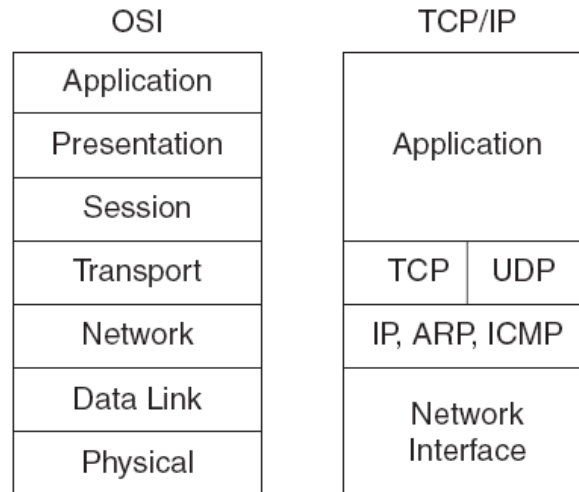 OSI
Application
Presentation
Session
Transport
Network
Data Link
Physical
TCP/IP
Application
TCP
UDP
IP, ARP, ICMP
Network
Interface